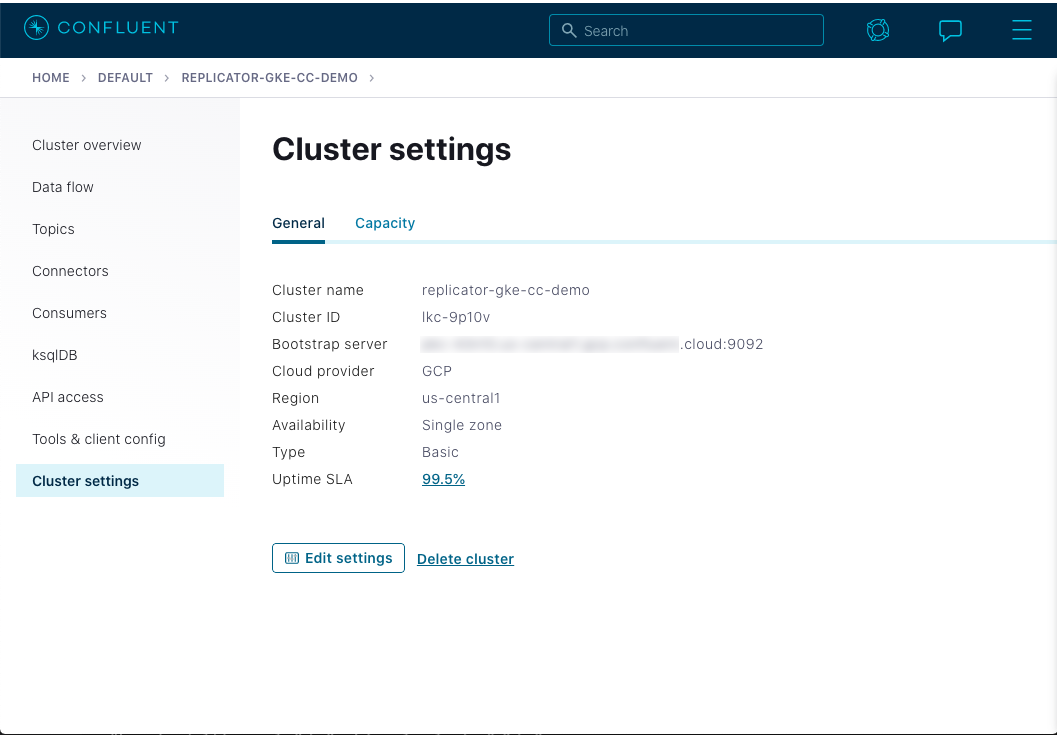 CONFLUENT
Search
HOME > DEFAULT > REPLICATOR-GKE-CC-DEMO >
Cluster overview
Data flow
Topics
Connectors
Consumers
ksqlDB
API access
Tools & client config
Cluster settings
Cluster settings
General Capacity
Cluster name replicator-gke-cc-demo
Cluster ID lkc-9p10v
Bootstrap server .cloud:9092
Cloud provider GCP
Region us-central1
Availability Single zone
Type Basic
Uptime SLA 99.5%
Edit settings Delete cluster